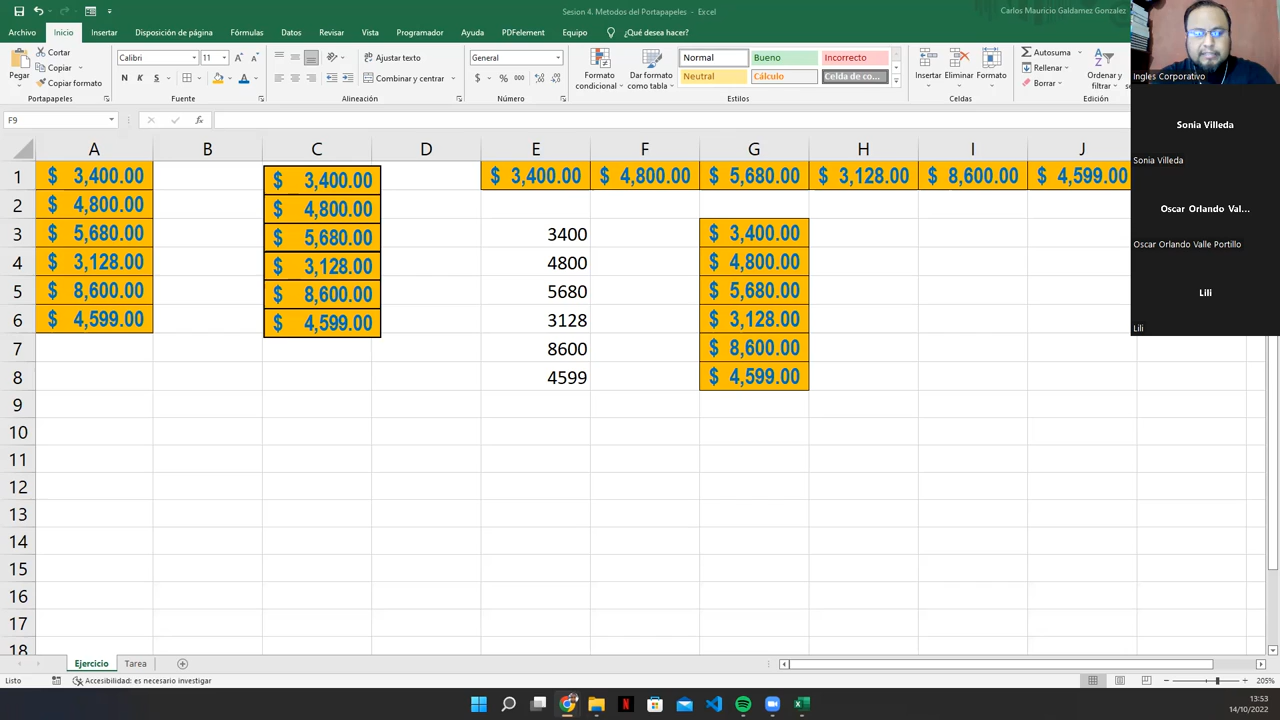 Sesion 4. Metodos del Portapapeles - Excel
Carlos Mauricio Galdamez Gonzalez
Archivo Inicio Insertar Disposición de página Fórmulas Datos Revisar Vista Programador Ayuda PDFelement Equipo ¿Qué desea hacer?
Pegar
Cortar
Copiar
Copiar formato
Portapapeles
Calibri 11
N K S
Fuente
Ajustar texto
Combinar y centrar
Alineación
General
$ % 000
Número
Formato condicional
Dar formato como tabla
Normal Bueno Incorrecto
Neutral Cálculo Celda de co...
Estilos
Insertar Eliminar Formato
Celdas
Autosuma
Rellenar
Borrar
Ordenar y filtrar
Edición
Ingles Corporativo
F9 fx
Sonia Villeda
Sonia Villeda
Oscar Orlando Val...
Oscar Orlando Valle Portillo
Lili
Lili
A B C D E F G H I J
1 $ 3,400.00 $ 3,400.00 $ 3,400.00 $ 4,800.00 $ 5,680.00 $ 3,128.00 $ 8,600.00 $ 4,599.00
2 $ 4,800.00 $ 4,800.00
3 $ 5,680.00 $ 5,680.00 3400 $ 3,400.00
4 $ 3,128.00 $ 3,128.00 4800 $ 4,800.00
5 $ 8,600.00 $ 8,600.00 5680 $ 5,680.00
6 $ 4,599.00 $ 4,599.00 3128 $ 3,128.00
7 8600 $ 8,600.00
8 4599 $ 4,599.00
9
10
11
12
13
14
15
16
17
18
Ejercicio Tarea
Listo Accesibilidad: es necesario investigar 205%
13:53
14/10/2022